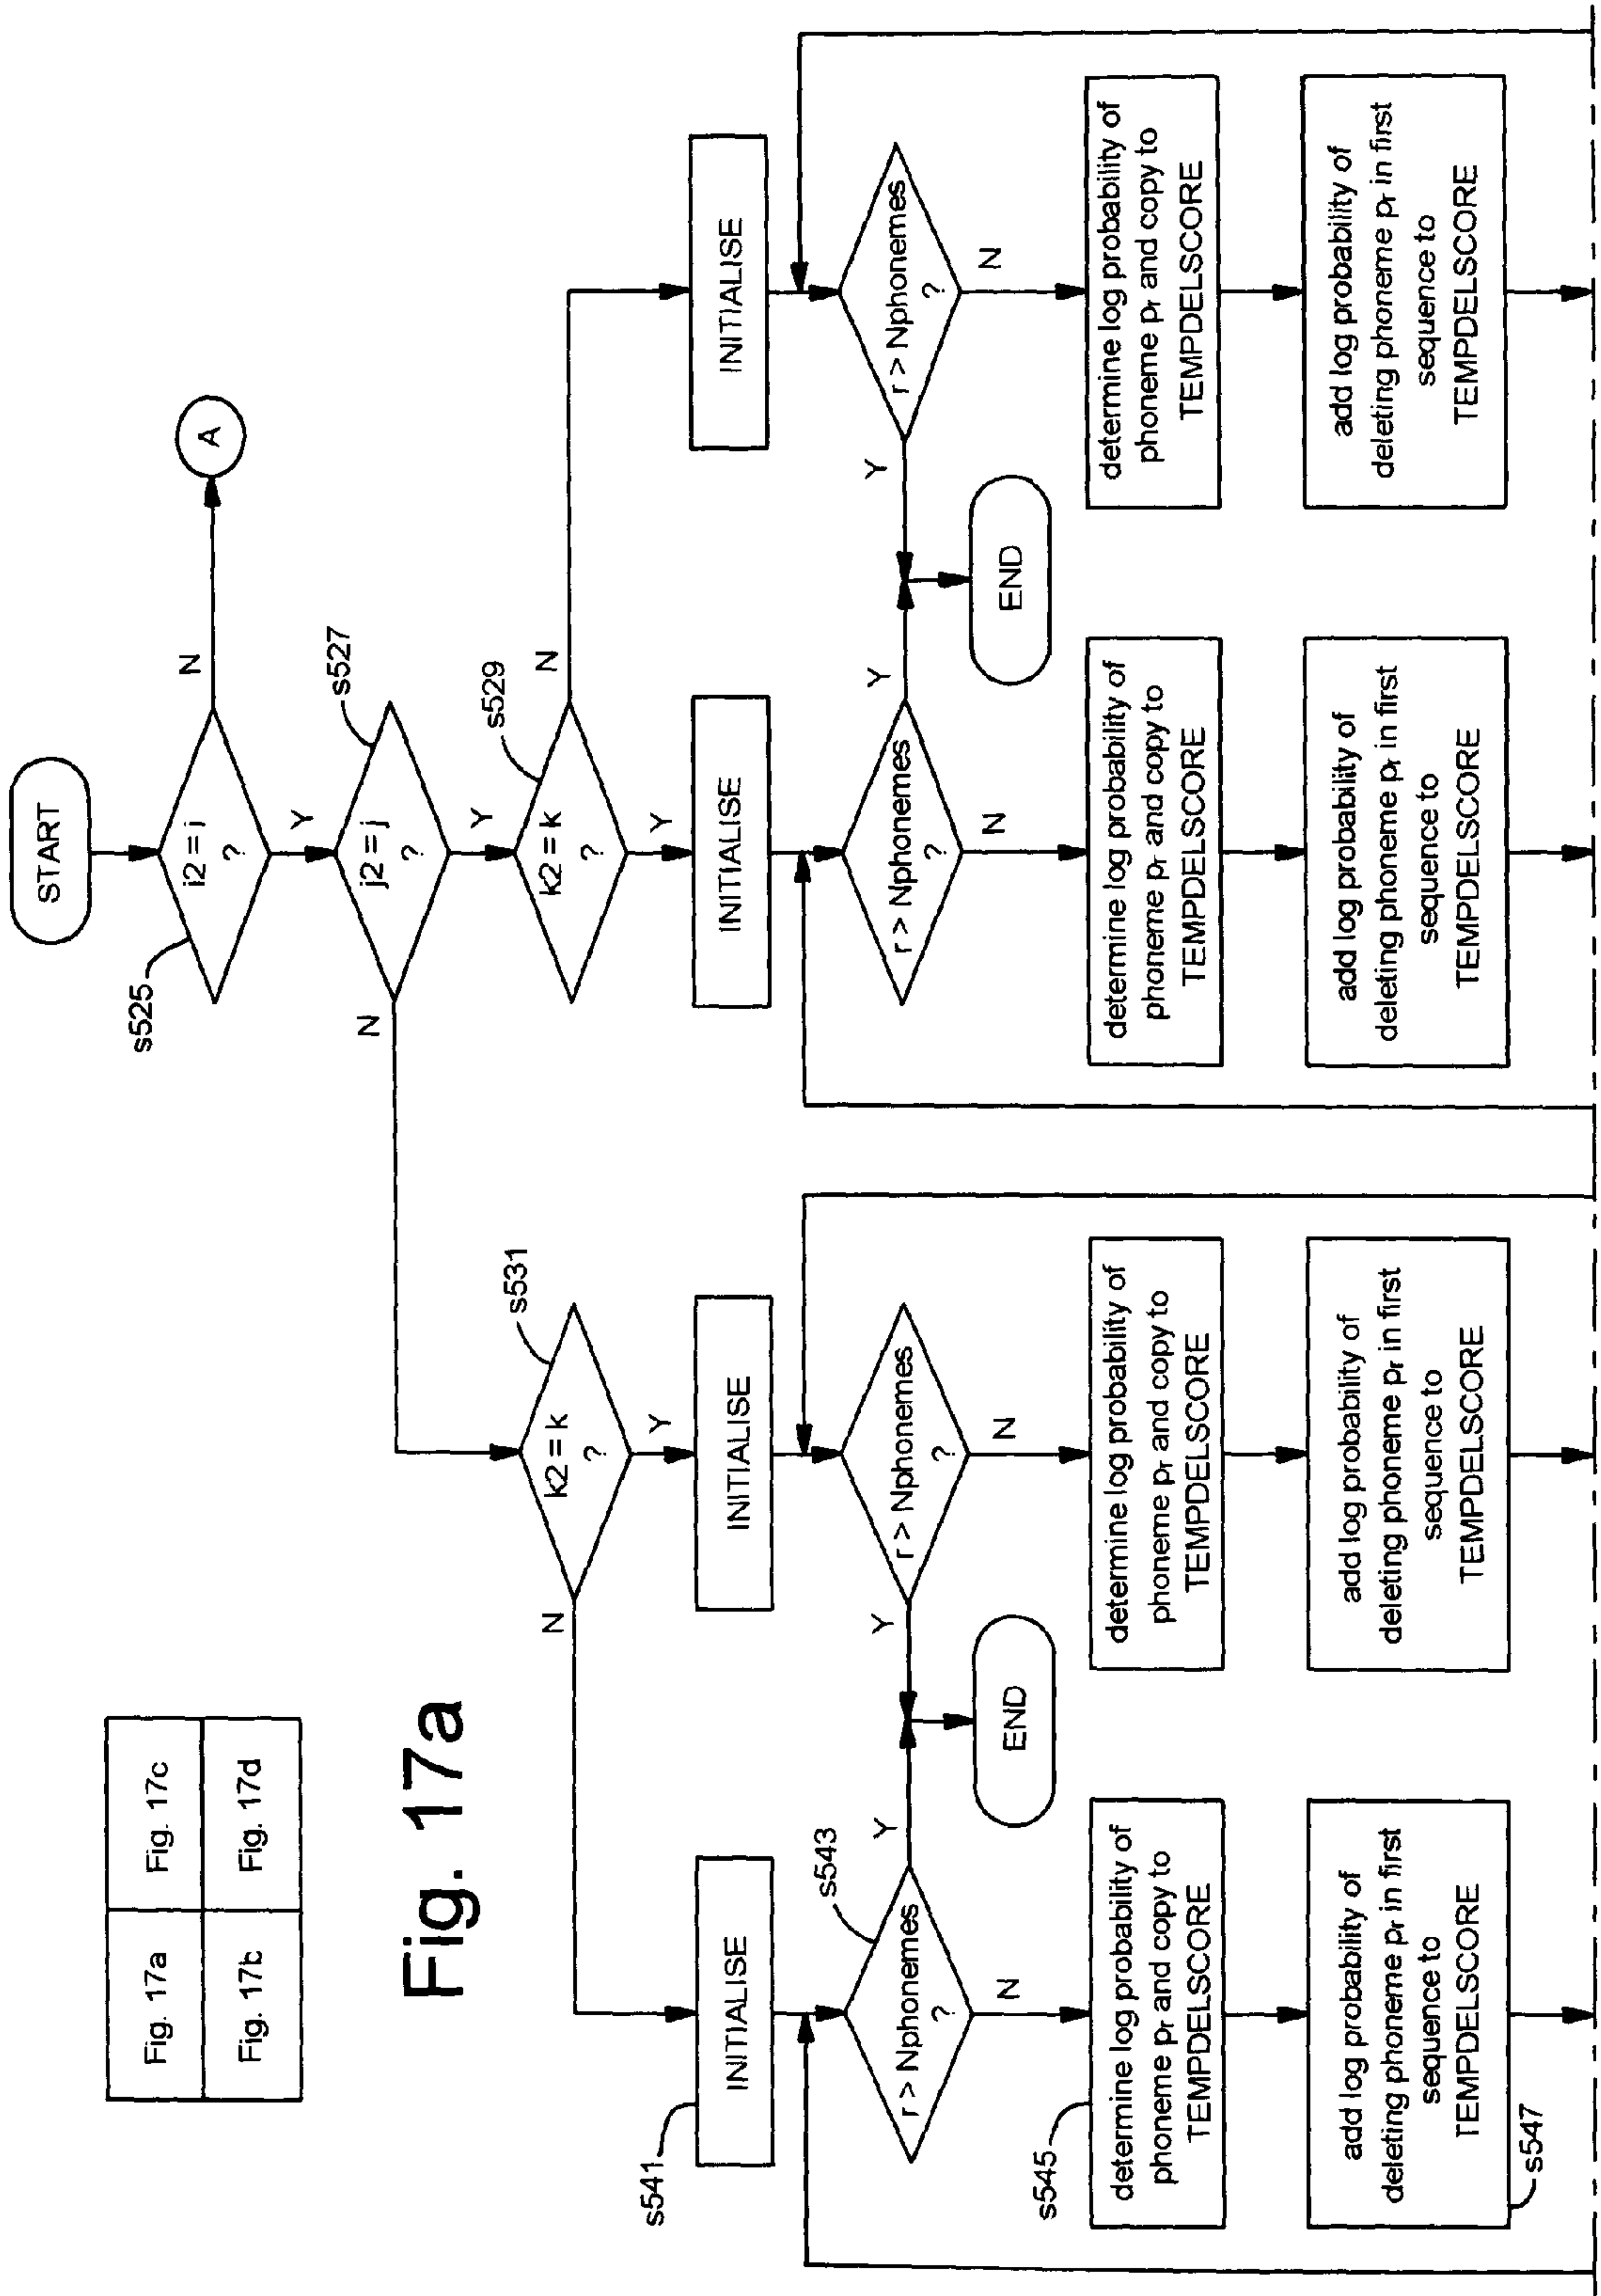 Fig. 17a
Fig. 17c
Fig. 17b
Fig. 17d
Fig. 17a
START
s525
i2 = i
?
N
A
Y
s527
j2 = j
?
N
Y
s531
k2 = k
?
N
Y
s529
k2 = k
?
N
Y
s541
INITIALISE
INITIALISE
INITIALISE
INITIALISE
s543
r > Nphonemes
?
Y
N
r > Nphonemes
?
Y
N
r > Nphonemes
?
Y
N
r > Nphonemes
?
Y
N
END
END
s545
determine log probability of
phoneme pr and copy to
TEMPDELSCORE
determine log probability of
phoneme pr and copy to
TEMPDELSCORE
determine log probability of
phoneme pr and copy to
TEMPDELSCORE
determine log probability of
phoneme pr and copy to
TEMPDELSCORE
s547
add log probability of
deleting phoneme pr in first
sequence to
TEMPDELSCORE
add log probability of
deleting phoneme pr in first
sequence to
TEMPDELSCORE
add log probability of
deleting phoneme pr in first
sequence to
TEMPDELSCORE
add log probability of
deleting phoneme pr in first
sequence to
TEMPDELSCORE